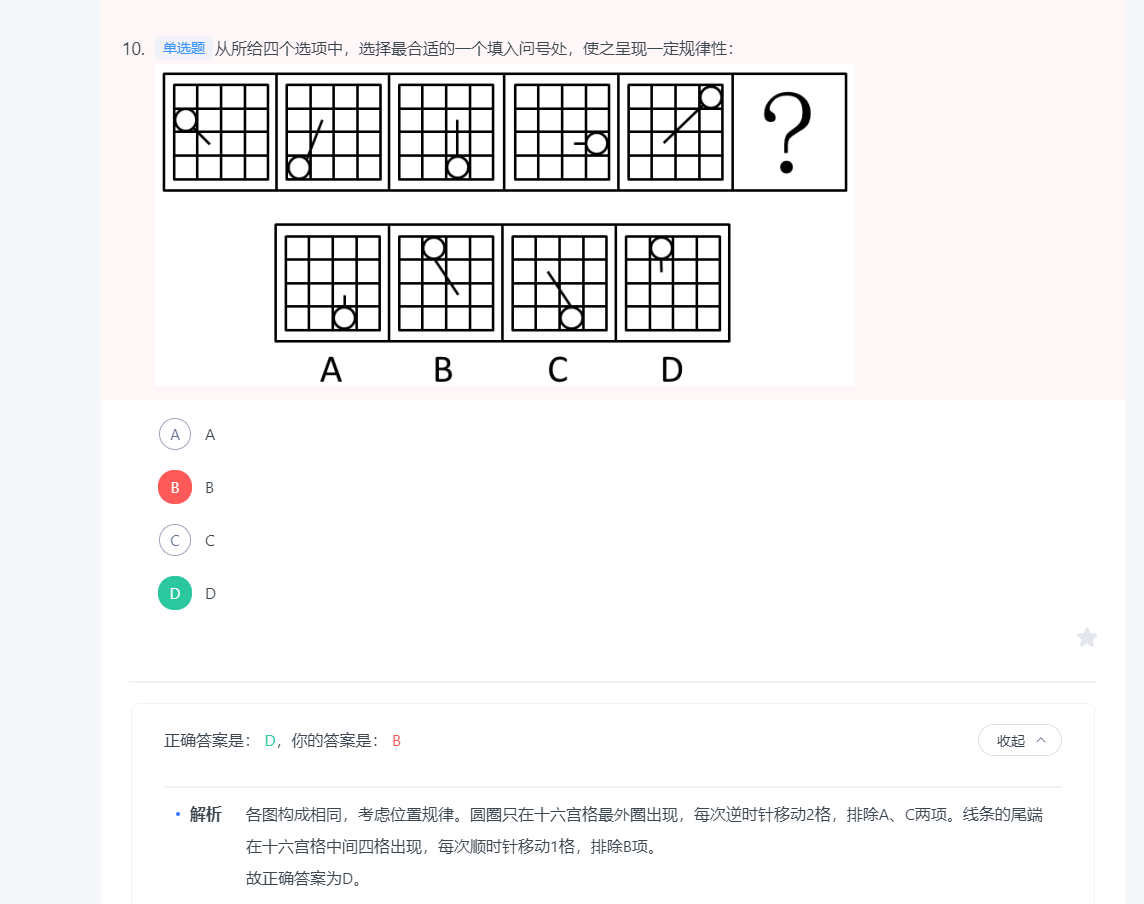 10. 单选题 从所给四个选项中，选择最合适的一个填入问号处，使之呈现一定规律性：
?
A B C D
A A
B B
C C
D D
正确答案是： D，你的答案是： B
收起
• 解析 各图构成相同，考虑位置规律。圆圈只在十六宫格最外圈出现，每次逆时针移动2格，排除A、C两项。线条的尾端
在十六宫格中间四格出现，每次顺时针移动1格，排除B项。
故正确答案为D。